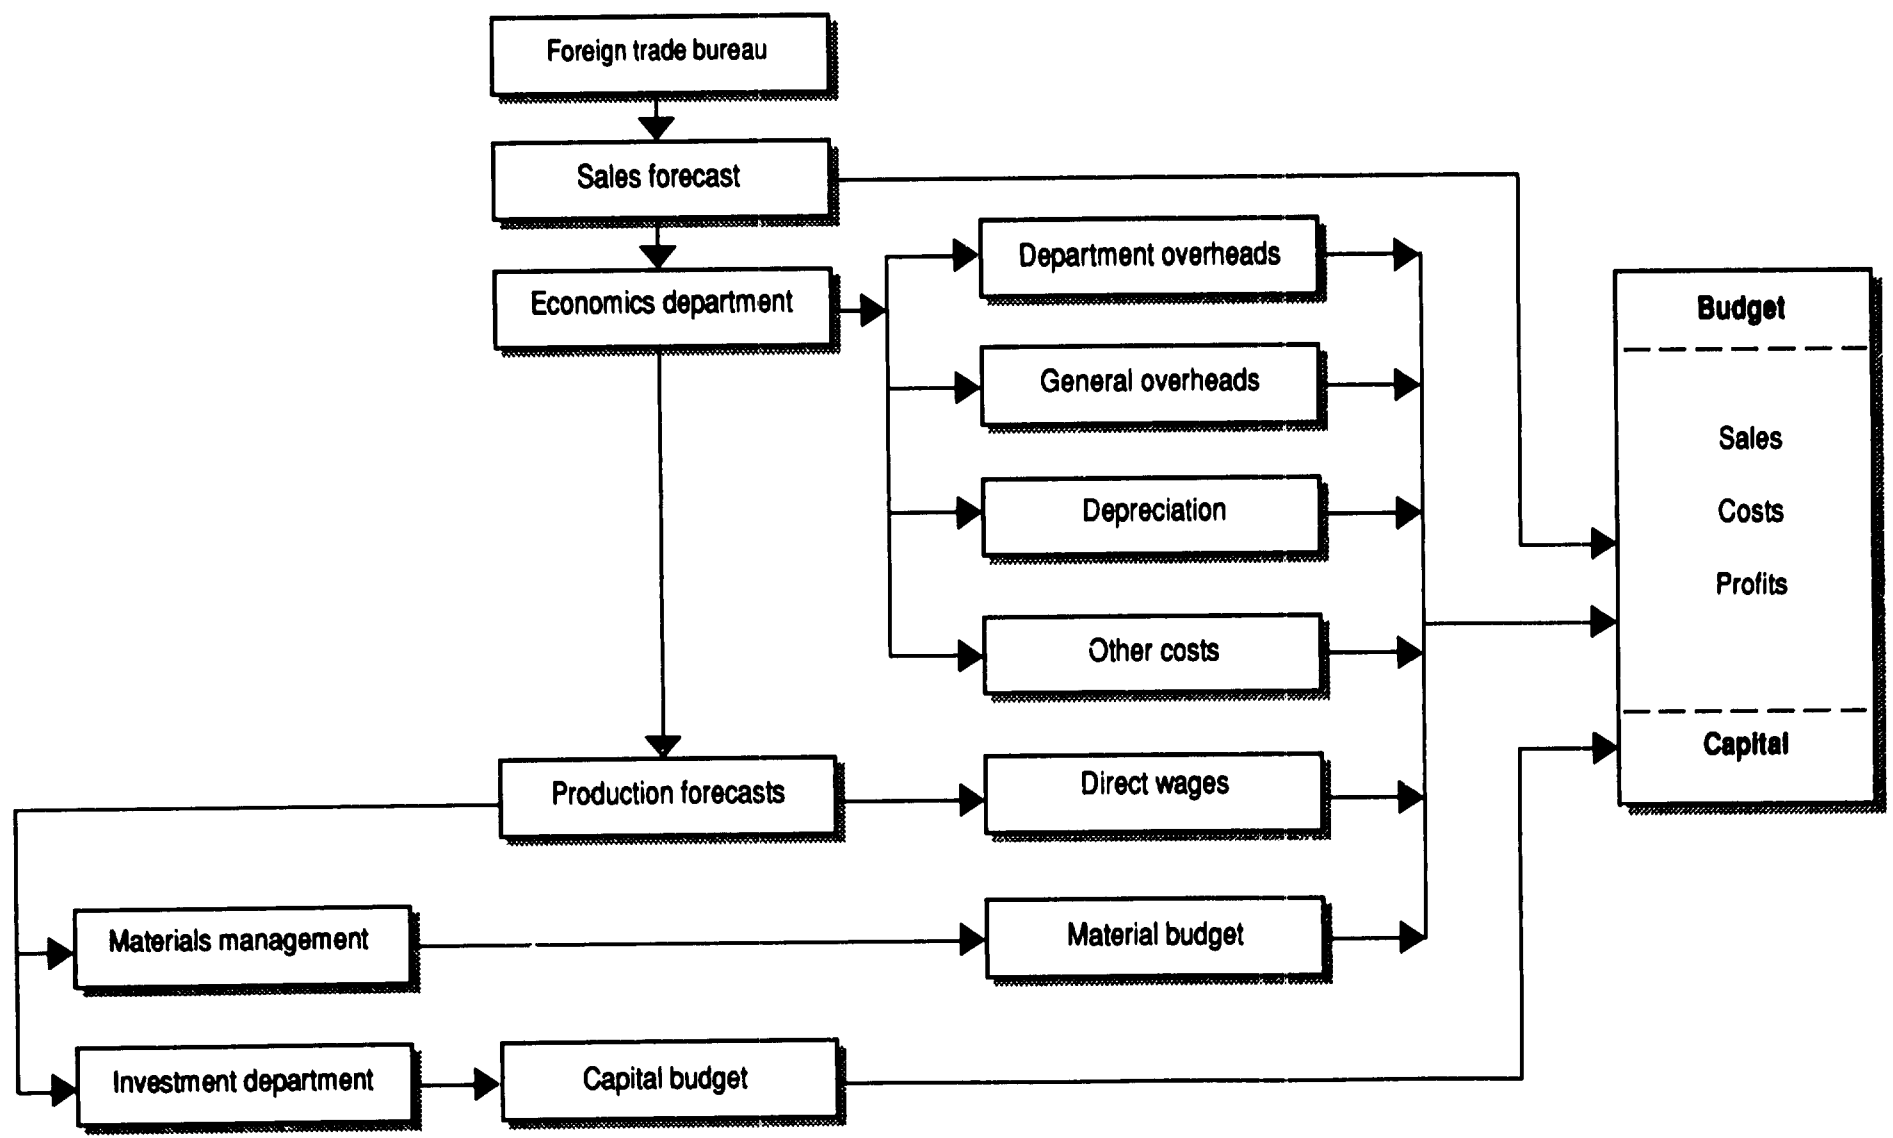 Foreign trade bureau
Sales forecast
Economics department
Department overheads
General overheads
Depreciation
Other costs
Budget
Sales
Costs
Profits
Capital
Production forecasts
Direct wages
Materials management
Material budget
Investment department
Capital budget